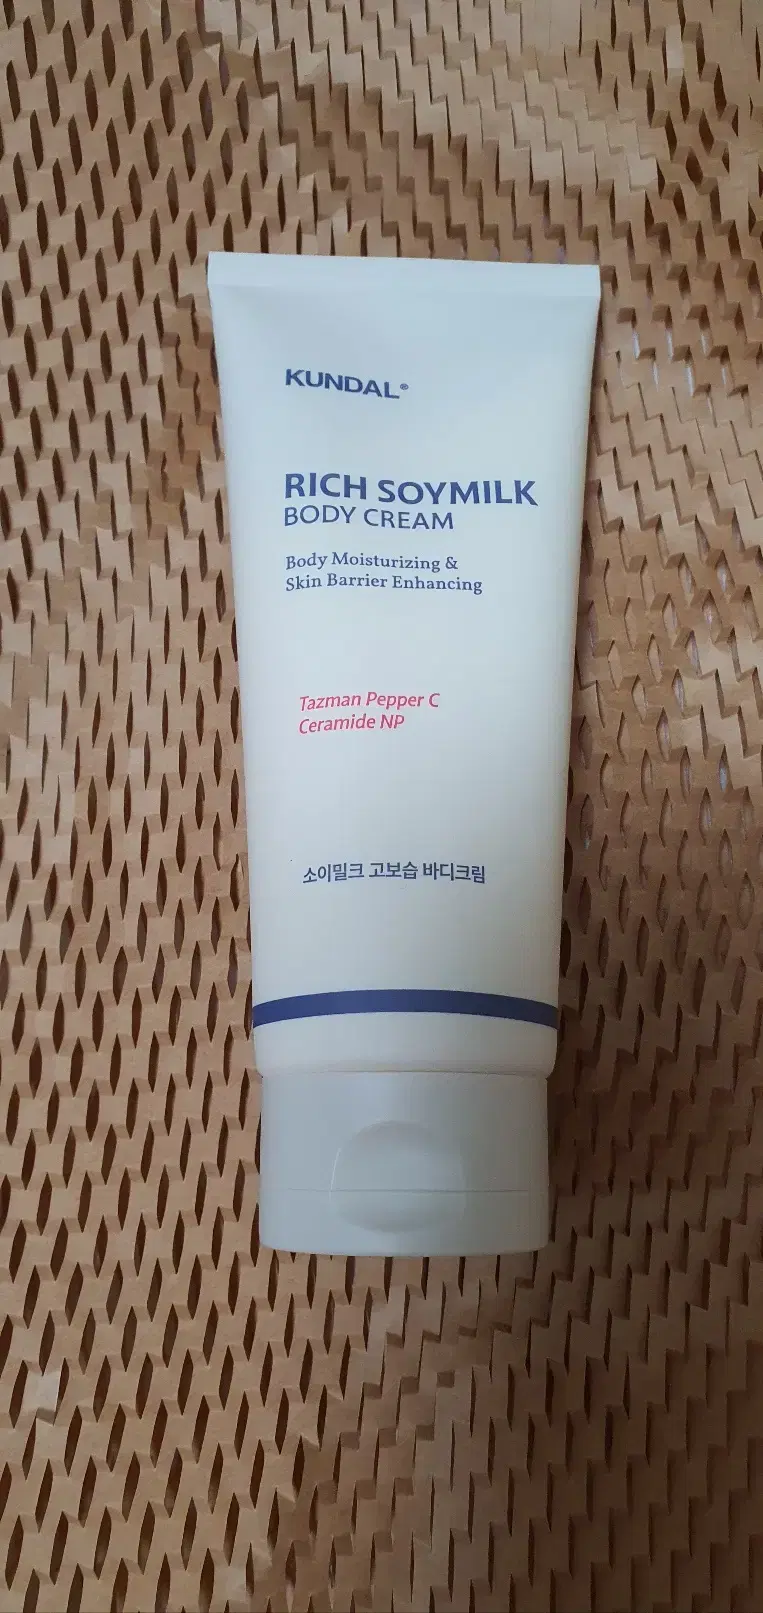 KUNDAL®
RICH SOYMILK
BODY CREAM
Body Moisturizing &
Skin Barrier Enhancing
Tazman Pepper C
Ceramide NP
소이밀크 고보습 바디크림